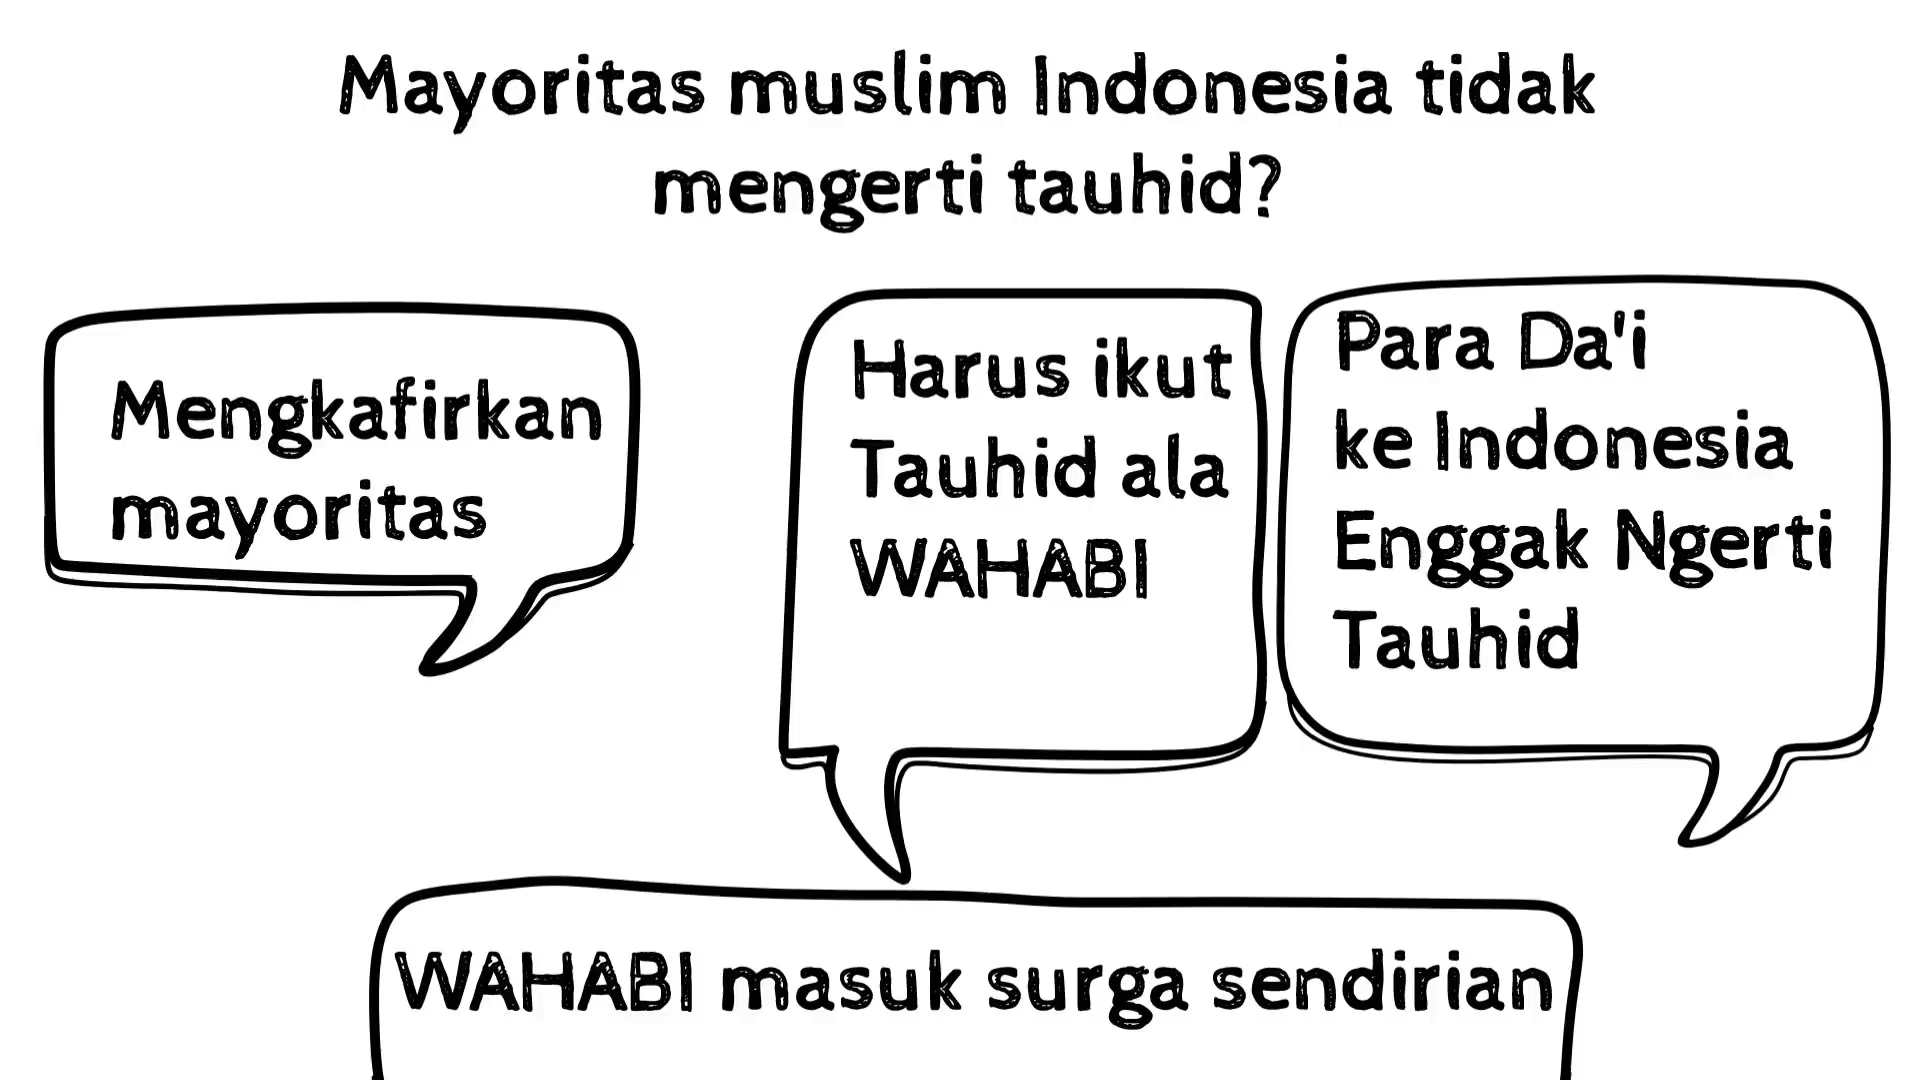 Mayoritas muslim Indonesia tidak
mengerti tauhid?
Mengkafirkan
mayoritas
Harus ikut
Tauhid ala
WAHABI
Para Da'i
ke Indonesia
Enggak Ngerti
Tauhid
WAHABI masuk surga sendirian